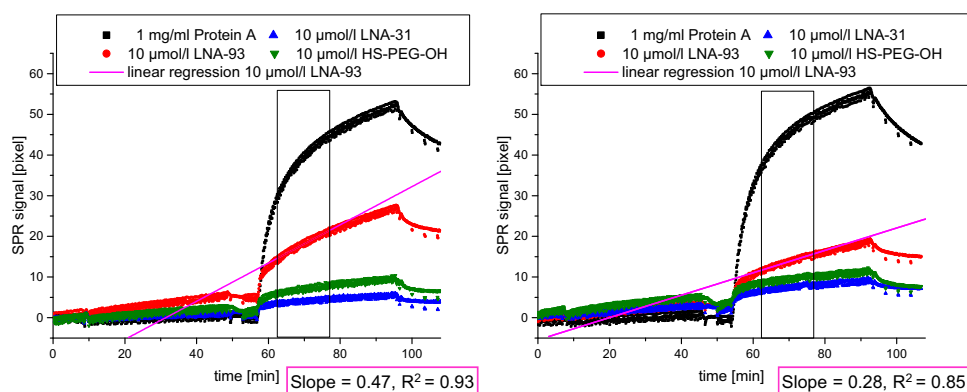 1 mg/ml Protein A 10 µmol/l LNA-31
10 µmol/l LNA-93 10 µmol/l HS-PEG-OH
linear regression 10 µmol/l LNA-93
60
50
40
30
20
10
0
SPR signal [pixel]
0 20 40 60 80 100
time [min]
Slope = 0.47, R² = 0.93
1 mg/ml Protein A 10 µmol/l LNA-31
10 µmol/l LNA-93 10 µmol/l HS-PEG-OH
linear regression 10 µmol/l LNA-93
60
50
40
30
20
10
0
SPR signal [pixel]
0 20 40 60 80 100
time [min]
Slope = 0.28, R² = 0.85